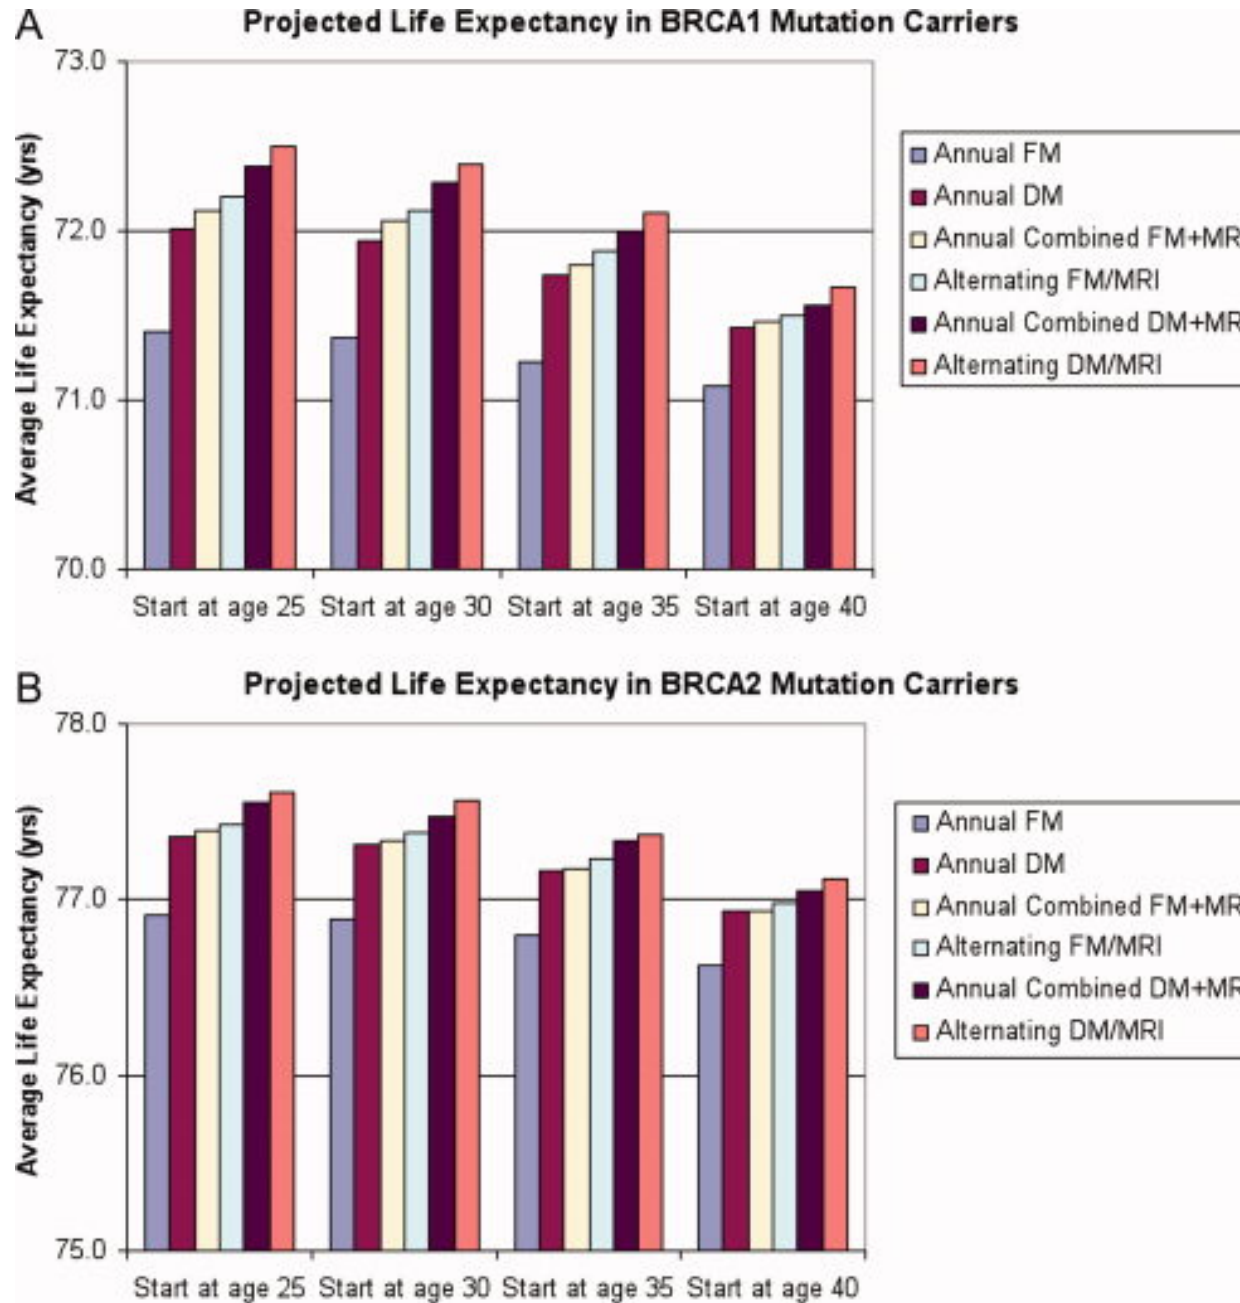 A
Projected Life Expectancy in BRCA1 Mutation Carriers
Average Life Expectancy (yrs)
73.0
72.0
71.0
70.0
Start at age 25 Start at age 30 Start at age 35 Start at age 40
Annual FM
Annual DM
Annual Combined FM+MR
Alternating FM/MRI
Annual Combined DM+MR
Alternating DM/MRI
B
Projected Life Expectancy in BRCA2 Mutation Carriers
Average Life Expectancy (yrs)
78.0
77.0
76.0
75.0
Start at age 25 Start at age 30 Start at age 35 Start at age 40
Annual FM
Annual DM
Annual Combined FM+MR
Alternating FM/MRI
Annual Combined DM+MR
Alternating DM/MRI